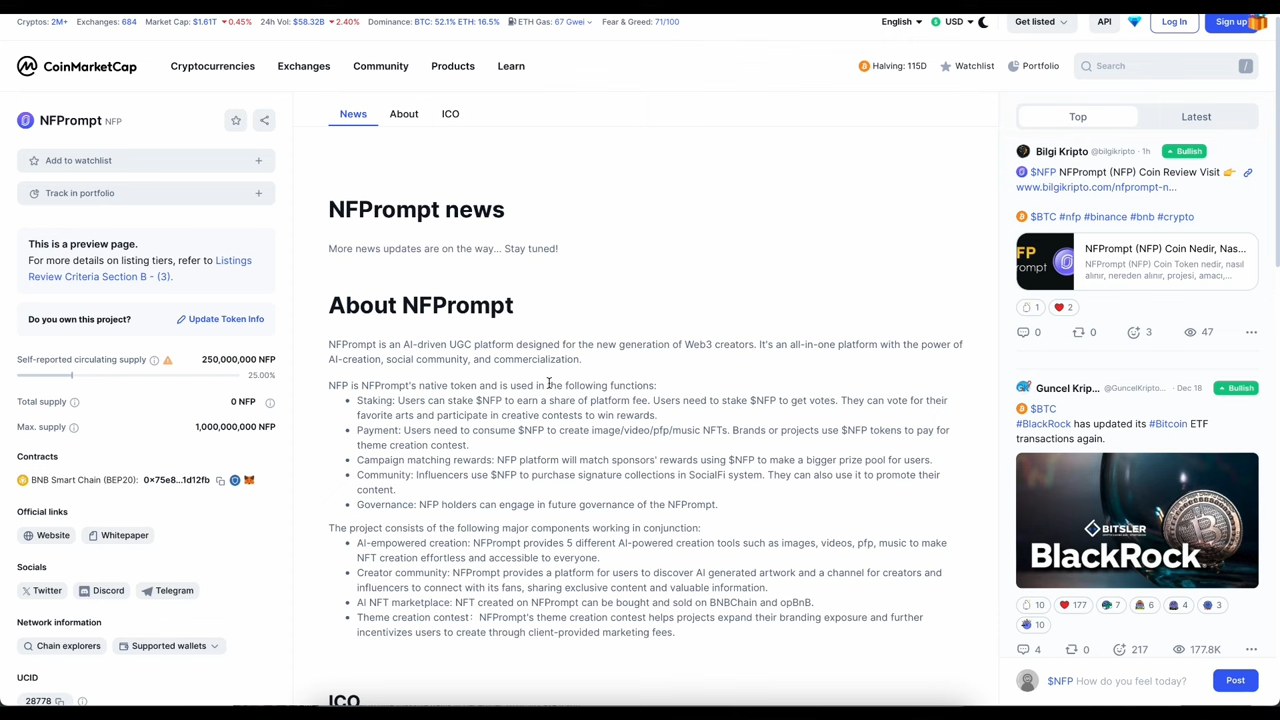 Cryptos: 2M+ Exchanges: 684 Market Cap: $1.61T ▼0.45% 24h Vol: $58.32B ▼2.40% Dominance: BTC: 52.1% ETH: 16.5% ETH Gas: 67 Gwei Fear & Greed: 71/100
English USD Get listed API Log In Sign up
CoinMarketCap Cryptocurrencies Exchanges Community Products Learn
Halving: 115D Watchlist Portfolio Search /
NFPrompt NFP
Add to watchlist +
Track in portfolio +
This is a preview page.
For more details on listing tiers, refer to Listings
Review Criteria Section B - (3).
Do you own this project? Update Token Info
Self-reported circulating supply 250,000,000 NFP
25.00%
Total supply 0 NFP
Max. supply 1,000,000,000 NFP
Contracts
BNB Smart Chain (BEP20): 0x75e8...1d12fb
Official links
Website Whitepaper
Socials
Twitter Discord Telegram
Network information
Chain explorers Supported wallets
UCID
28778
News About ICO
NFPrompt news
More news updates are on the way... Stay tuned!
About NFPrompt
NFPrompt is an AI-driven UGC platform designed for the new generation of Web3 creators. It's an all-in-one platform with the power of
AI-creation, social community, and commercialization.
NFP is NFPrompt's native token and is used in the following functions:
• Staking: Users can stake $NFP to earn a share of platform fee. Users need to stake $NFP to get votes. They can vote for their
favorite arts and participate in creative contests to win rewards.
• Payment: Users need to consume $NFP to create image/video/pfp/music NFTs. Brands or projects use $NFP tokens to pay for
theme creation contest.
• Campaign matching rewards: NFP platform will match sponsors' rewards using $NFP to make a bigger prize pool for users.
• Community: Influencers use $NFP to purchase signature collections in SocialFi system. They can also use it to promote their
content.
• Governance: NFP holders can engage in future governance of the NFPrompt.
The project consists of the following major components working in conjunction:
• AI-empowered creation: NFPrompt provides 5 different AI-powered creation tools such as images, videos, pfp, music to make
NFT creation effortless and accessible to everyone.
• Creator community: NFPrompt provides a platform for users to discover AI generated artwork and a channel for creators and
influencers to connect with its fans, sharing exclusive content and valuable information.
• AI NFT marketplace: NFT created on NFPrompt can be bought and sold on BNBChain and opBNB.
• Theme creation contest： NFPrompt's theme creation contest helps projects expand their branding exposure and further
incentivizes users to create through client-provided marketing fees.
ICO
Top Latest
Bilgi Kripto @bilgikripto · 1h Bullish
$NFP NFPrompt (NFP) Coin Review Visit 👉
www.bilgikripto.com/nfprompt-n...
$BTC #nfp #binance #bnb #crypto
FP
ompt
NFPrompt (NFP) Coin Nedir, Nas...
NFPrompt (NFP) Coin Token nedir, nasıl
alınır, nereden alınır, projesi, amacı,...
1 2
0 0 3 47 ...
Guncel Krip... @GuncelKripto... · Dec 18 Bullish
$BTC
#BlackRock has updated its #Bitcoin ETF
transactions again.
BITSLER
BLACKROCK
10 177 7 6 4 3
10
4 0 217 177.8K ...
$NFP How do you feel today? Post